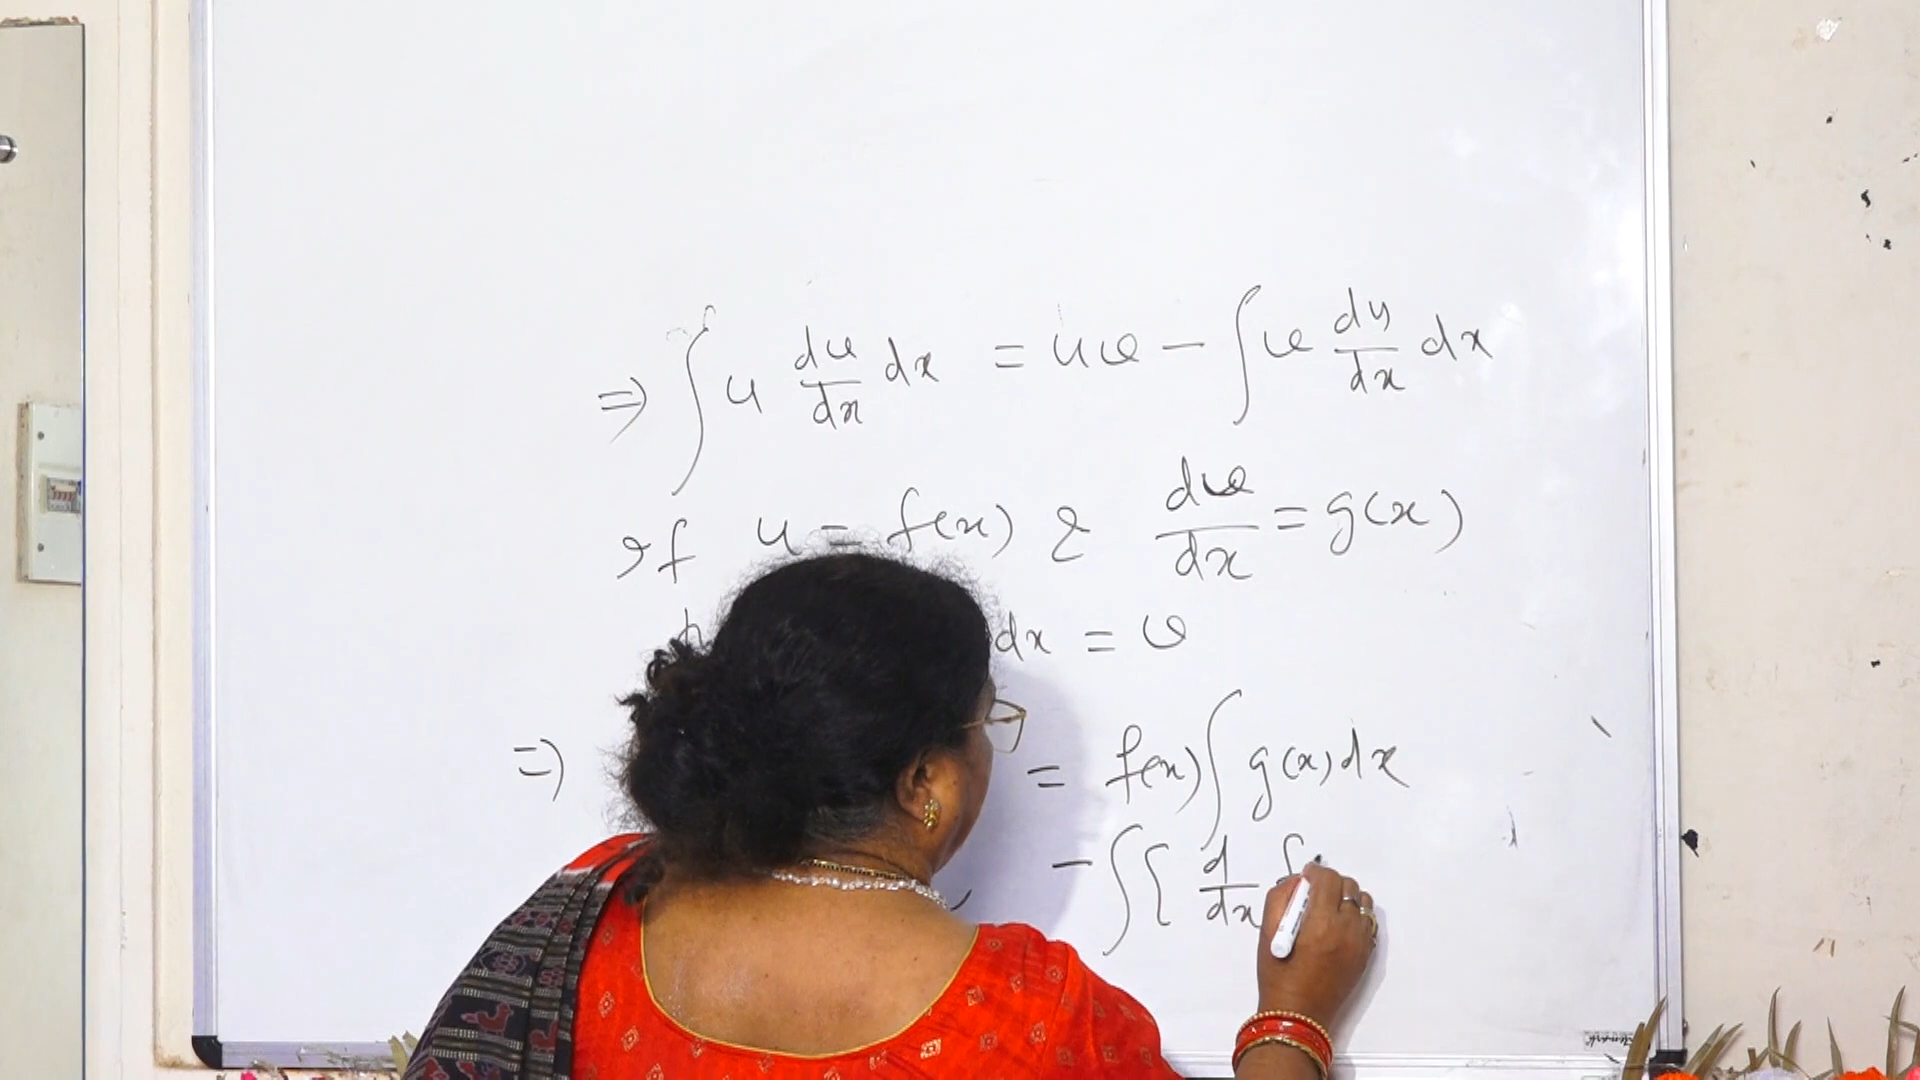 ⇒ ∫ u dv/dx dx = uv − ∫ v du/dx dx
If u = f(x) & dv/dx = g(x)
dx = v
⇒ = f(x) ∫ g(x) dx
− ∫ { d/dx f